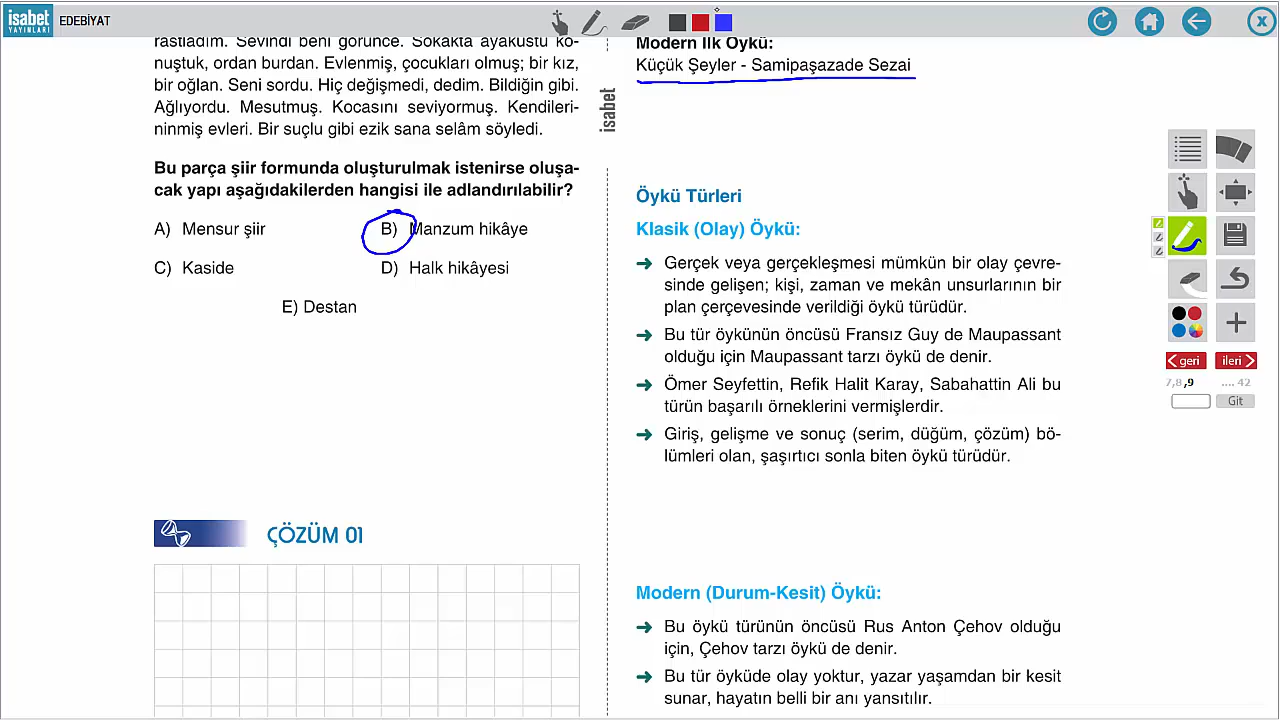 isabet
YAYINLARI
EDEBİYAT
rastladım. Sevindi beni görünce. Sokakta ayaküstü ko-
nuştuk, ordan burdan. Evlenmiş, çocukları olmuş; bir kız,
bir oğlan. Seni sordu. Hiç değişmedi, dedim. Bildiğin gibi.
Ağlıyordu. Mesutmuş. Kocasını seviyormuş. Kendileri-
ninmiş evleri. Bir suçlu gibi ezik sana selâm söyledi.
Bu parça şiir formunda oluşturulmak istenirse oluşa-
cak yapı aşağıdakilerden hangisi ile adlandırılabilir?
A) Mensur şiir
B) Manzum hikâye
C) Kaside
D) Halk hikâyesi
E) Destan
ÇÖZÜM 01
isabet
Modern İlk Öykü:
Küçük Şeyler - Samipaşazade Sezai
Öykü Türleri
Klasik (Olay) Öykü:
Gerçek veya gerçekleşmesi mümkün bir olay çevre-
sinde gelişen; kişi, zaman ve mekân unsurlarının bir
plan çerçevesinde verildiği öykü türüdür.
Bu tür öykünün öncüsü Fransız Guy de Maupassant
olduğu için Maupassant tarzı öykü de denir.
Ömer Seyfettin, Refik Halit Karay, Sabahattin Ali bu
türün başarılı örneklerini vermişlerdir.
Giriş, gelişme ve sonuç (serim, düğüm, çözüm) bö-
lümleri olan, şaşırtıcı sonla biten öykü türüdür.
Modern (Durum-Kesit) Öykü:
Bu öykü türünün öncüsü Rus Anton Çehov olduğu
için, Çehov tarzı öykü de denir.
Bu tür öyküde olay yoktur, yazar yaşamdan bir kesit
sunar, hayatın belli bir anı yansıtılır.
geri
ileri
7,8,9
.... 42
Git